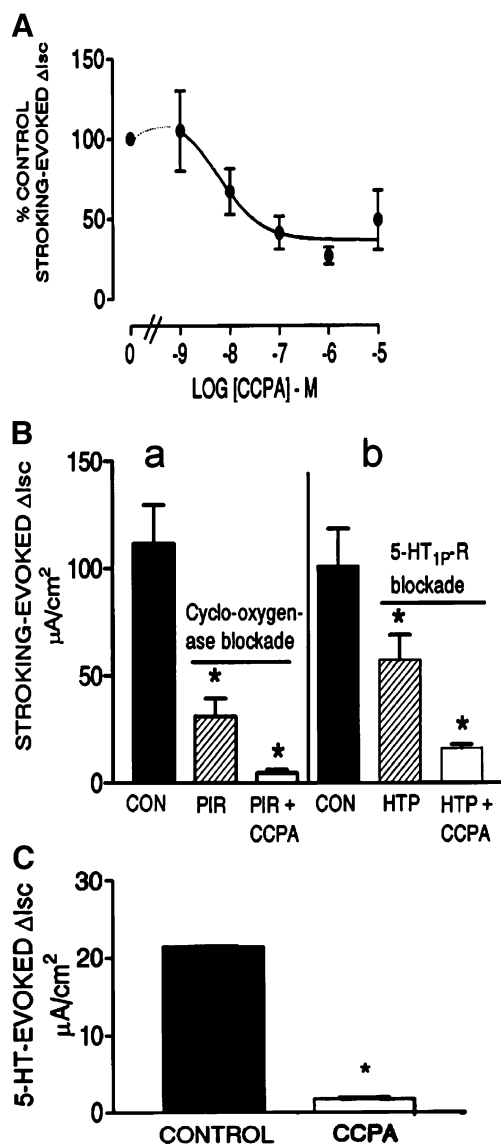 A
% CONTROL
STROKING-EVOKED ΔIsc
150
100
50
0
0 -9 -8 -7 -6 -5
LOG [CCPA] - M
B
a
b
STROKING-EVOKED ΔIsc
μA/cm²
150
100
50
0
Cyclo-oxygen-
ase blockade
*
*
5-HT1P-R
blockade
*
*
CON PIR PIR +
CCPA
CON HTP HTP +
CCPA
C
5-HT-EVOKED ΔIsc
μA/cm²
30
20
10
0
*
CONTROL CCPA